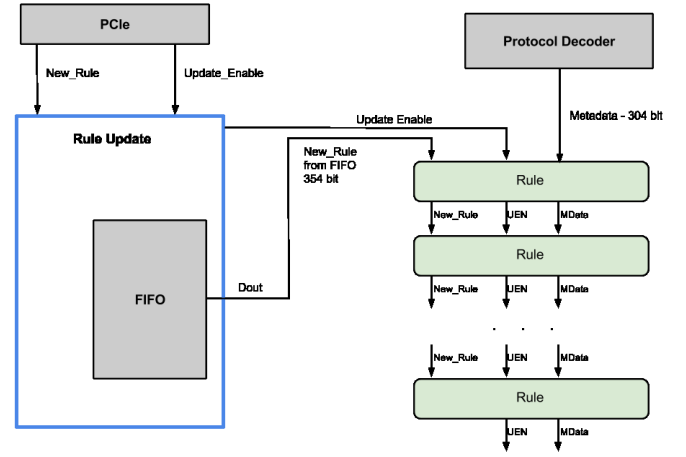 PCIe
Protocol Decoder
New_Rule
Update_Enable
Metadata - 304 bit
Update Enable
Rule Update
New_Rule
from FIFO
354 bit
Rule
New_Rule
UEN
MData
Rule
New_Rule
UEN
MData
FIFO
Dout
. . .
New_Rule
UEN
MData
Rule
UEN
MData